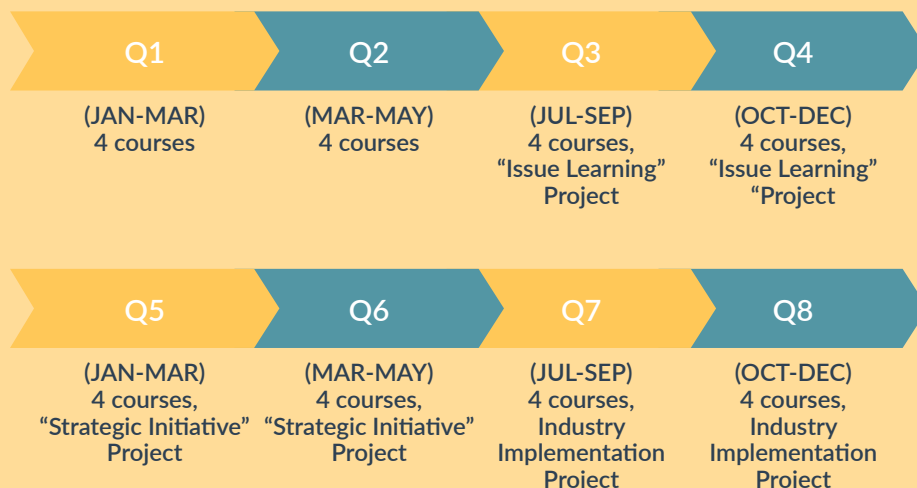 Q1
Q2
Q3
Q4
(JAN-MAR)
4 courses
(MAR-MAY)
4 courses
(JUL-SEP)
4 courses,
“Issue Learning”
Project
(OCT-DEC)
4 courses,
“Issue Learning”
“Project
Q5
Q6
Q7
Q8
(JAN-MAR)
4 courses,
“Strategic Initiative”
Project
(MAR-MAY)
4 courses,
“Strategic Initiative”
Project
(JUL-SEP)
4 courses,
Industry
Implementation
Project
(OCT-DEC)
4 courses,
Industry
Implementation
Project